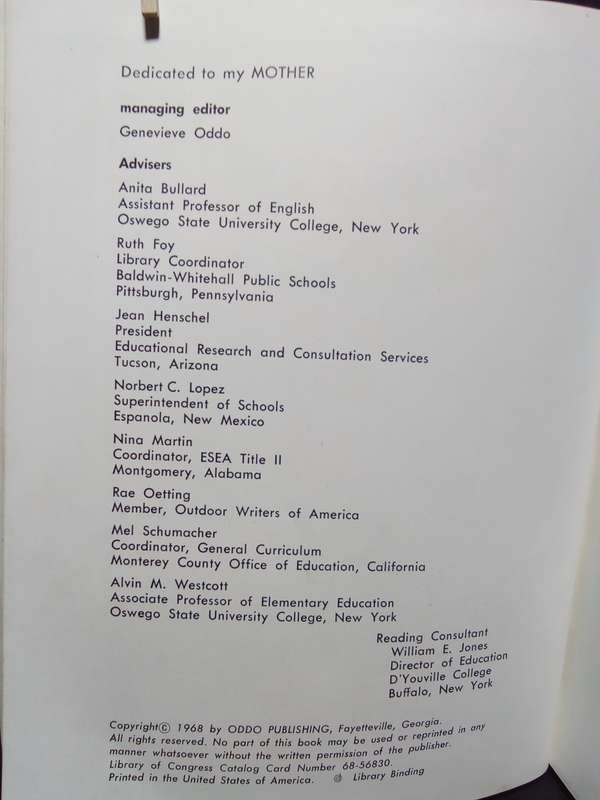 Dedicated to my MOTHER
managing editor
Genevieve Oddo
Advisers
Anita Bullard
Assistant Professor of English
Oswego State University College, New York
Ruth Foy
Library Coordinator
Baldwin-Whitehall Public Schools
Pittsburgh, Pennsylvania
Jean Henschel
President
Educational Research and Consultation Services
Tucson, Arizona
Norbert C. Lopez
Superintendent of Schools
Espanola, New Mexico
Nina Martin
Coordinator, ESEA Title II
Montgomery, Alabama
Rae Oetting
Member, Outdoor Writers of America
Mel Schumacher
Coordinator, General Curriculum
Monterey County Office of Education, California
Alvin M. Westcott
Associate Professor of Elementary Education
Oswego State University College, New York
Reading Consultant
William E. Jones
Director of Education
D'Youville College
Buffalo, New York
Copyright© 1968 by ODDO PUBLISHING, Fayetteville, Georgia.
All rights reserved. No part of this book may be used or reprinted in any
manner whatsoever without the written permission of the publisher.
Library of Congress Catalog Card Number 68-56830.
Printed in the United States of America. Library Binding